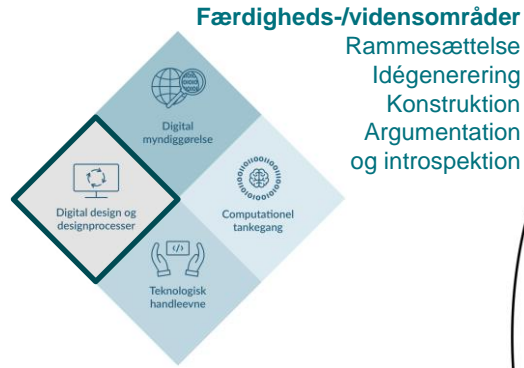 Færdigheds-/vidensområder
Rammesættelse
Idégenerering
Konstruktion
Argumentation
og introspektion
Digital
myndiggørelse
Digital design og
designprocesser
Computationel
tankegang
Teknologisk
handleevne